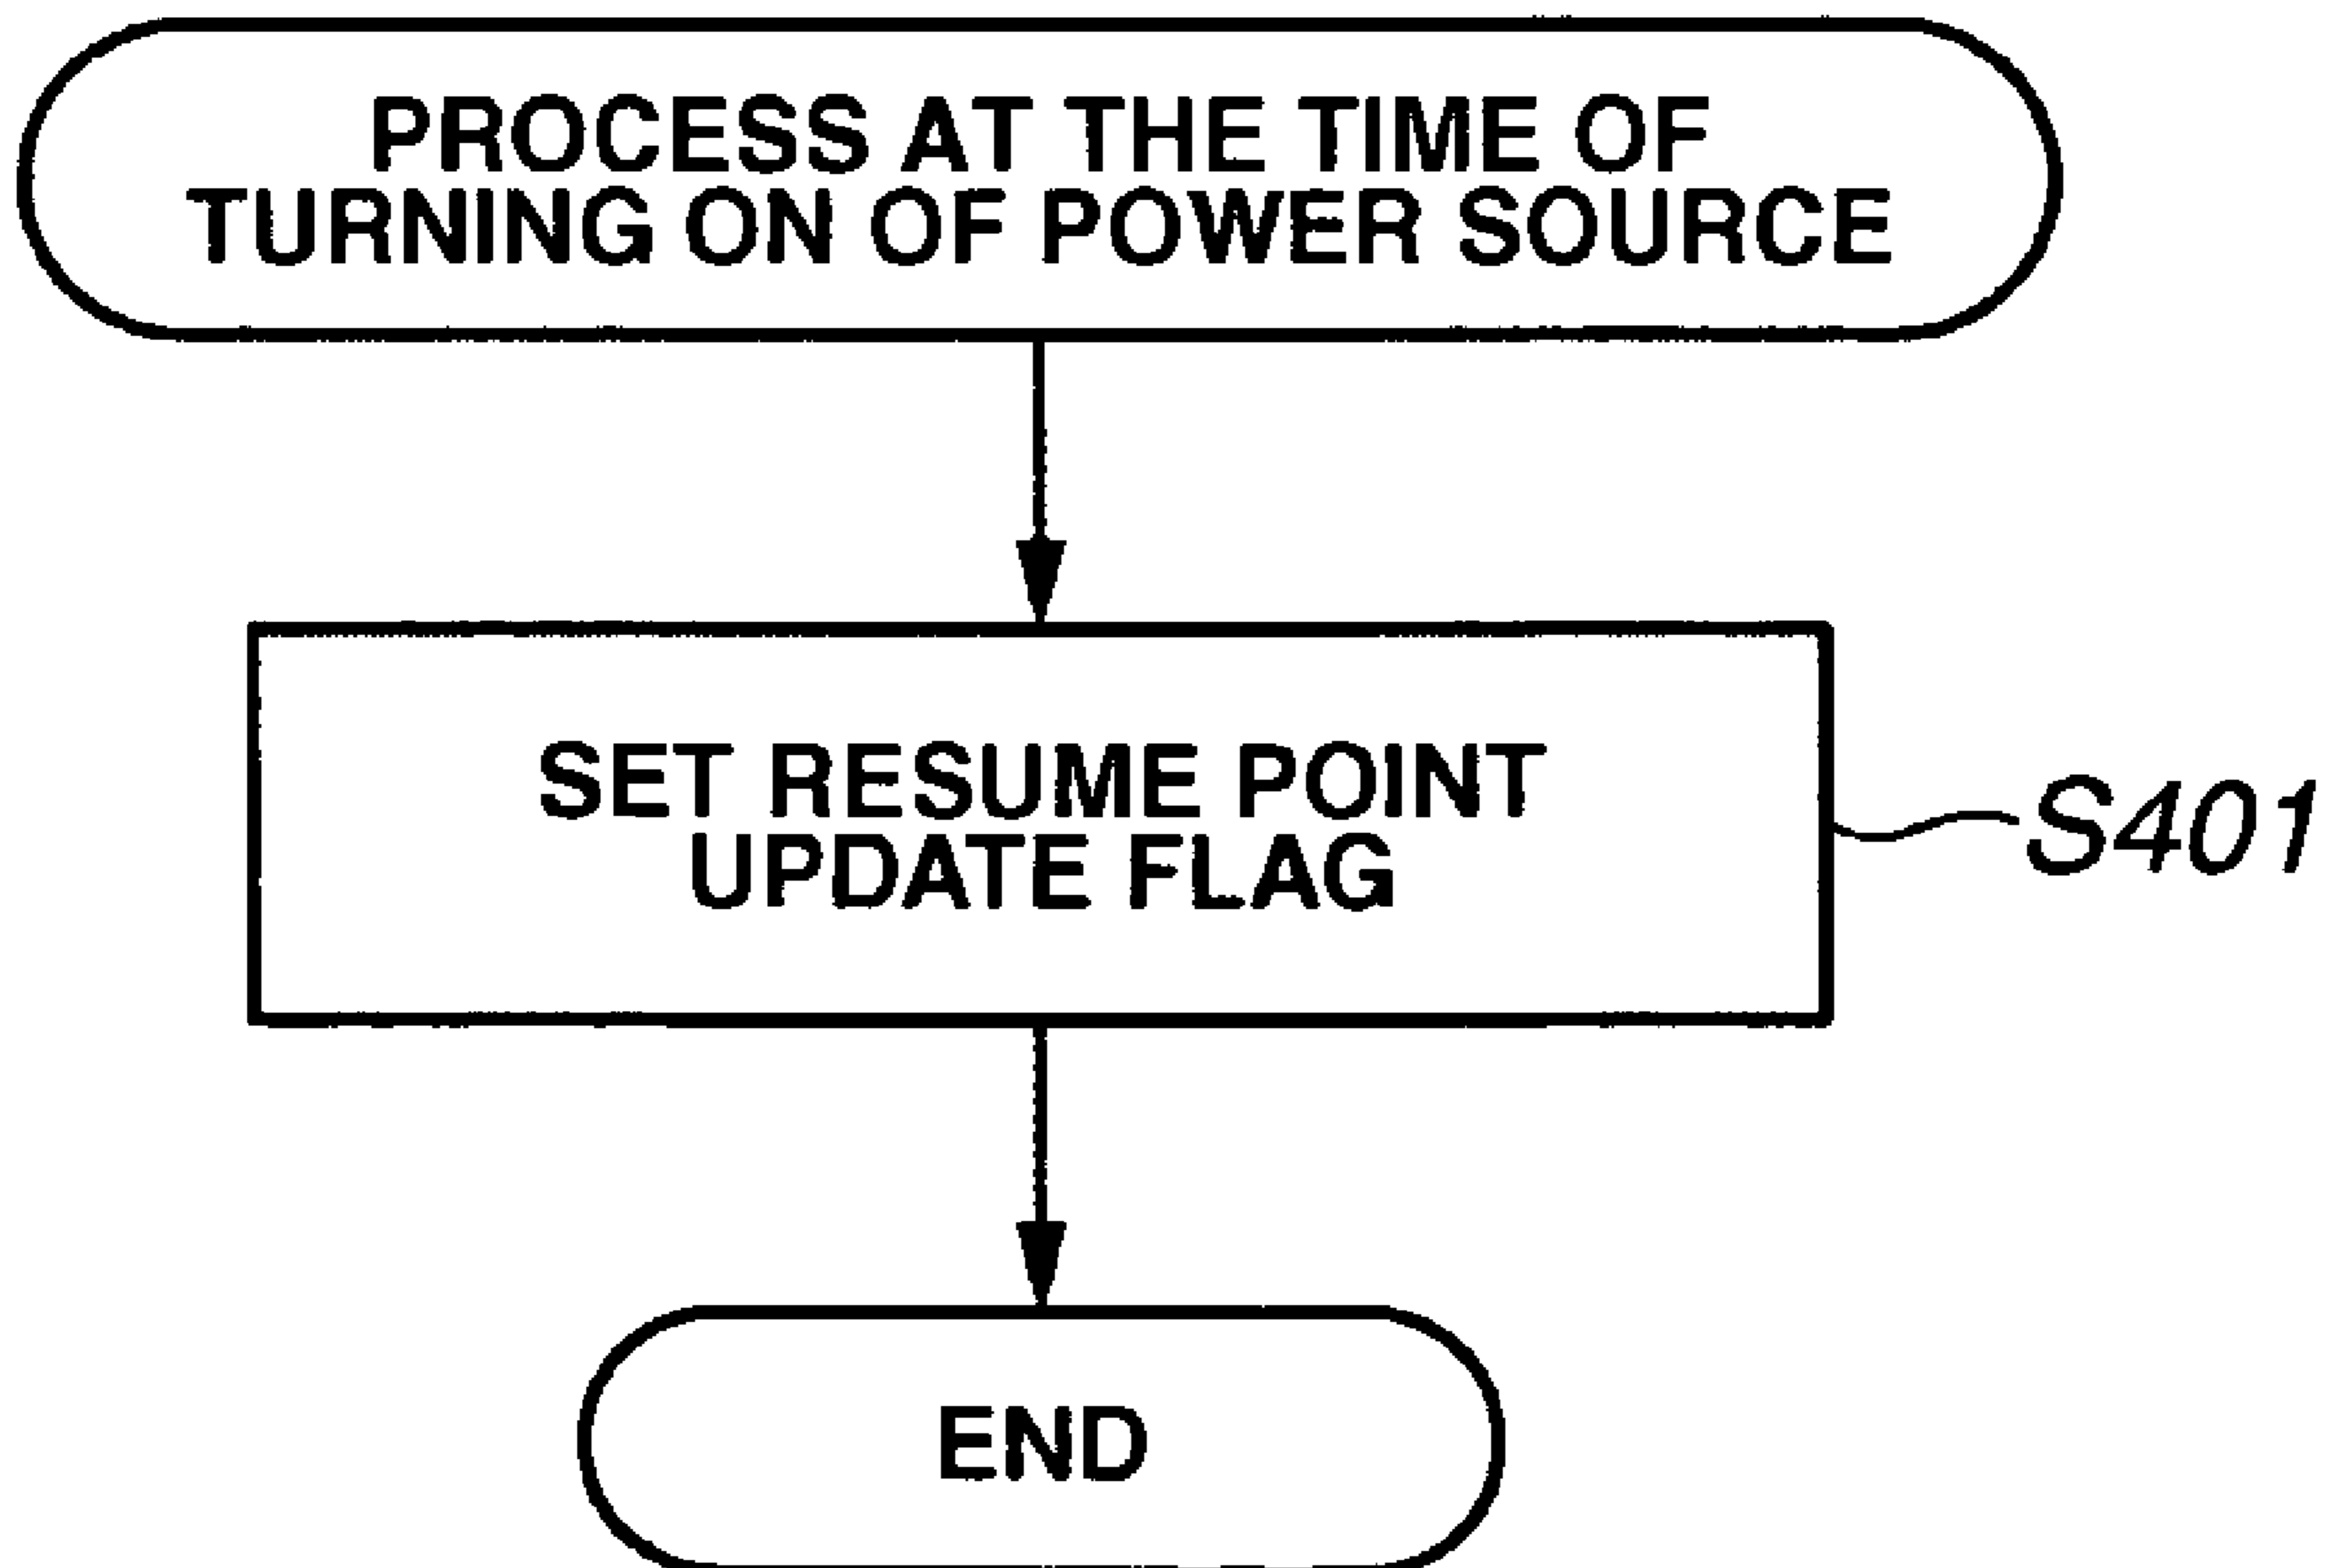 PROCESS AT THE TIME OF
TURNING ON OF POWER SOURCE
SET RESUME POINT
UPDATE FLAG
S401
END